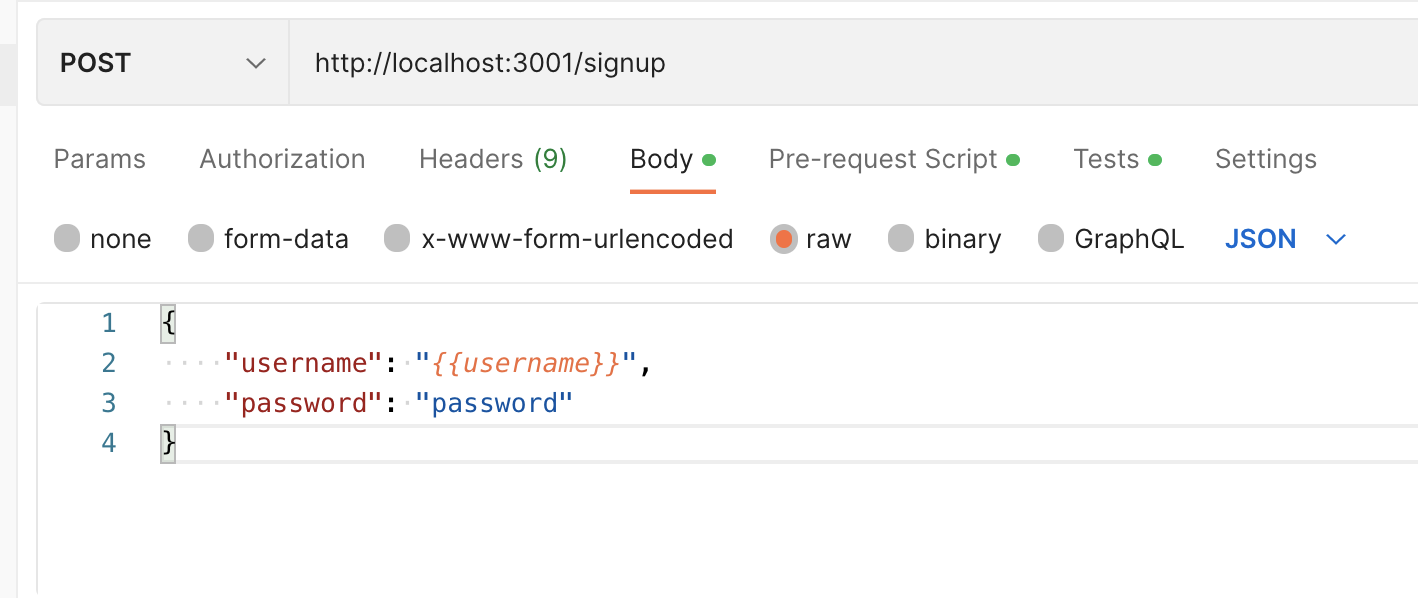 POST http://localhost:3001/signup
Params Authorization Headers (9) Body Pre-request Script Tests Settings
none form-data x-www-form-urlencoded raw binary GraphQL JSON
1 {
2 "username": "{{username}}",
3 "password": "password"
4 }